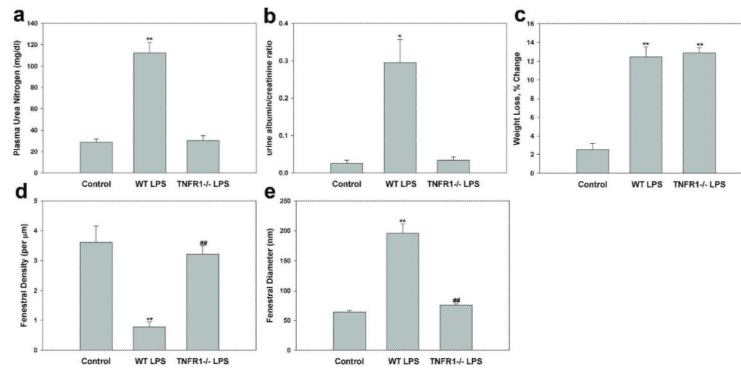 a
Plasma Urea Nitrogen (mg/dl)
140
120
100
80
60
40
20
0
**
Control WT LPS TNFR1-/- LPS
b
urine albumin/creatinine ratio
0.4
0.3
0.2
0.1
0.0
*
Control WT LPS TNFR1-/- LPS
c
Weight Loss, % Change
14
12
10
8
6
4
2
0
** **
Control WT LPS TNFR1-/- LPS
d
Fenestral Density (per μm)
5
4
3
2
1
0
**
##
Control WT LPS TNFR1-/- LPS
e
Fenestral Diameter (nm)
250
200
150
100
50
0
**
##
Control WT LPS TNFR1-/- LPS